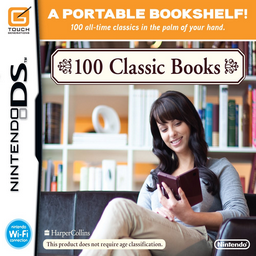 A PORTABLE BOOKSHELF!
100 all-time classics in the palm of your hand.
TOUCH
GENERATIONS
NINTENDO DS
100 Classic Books
HarperCollins
This product does not require age classification.
Nintendo
Wi-Fi
connection
Nintendo